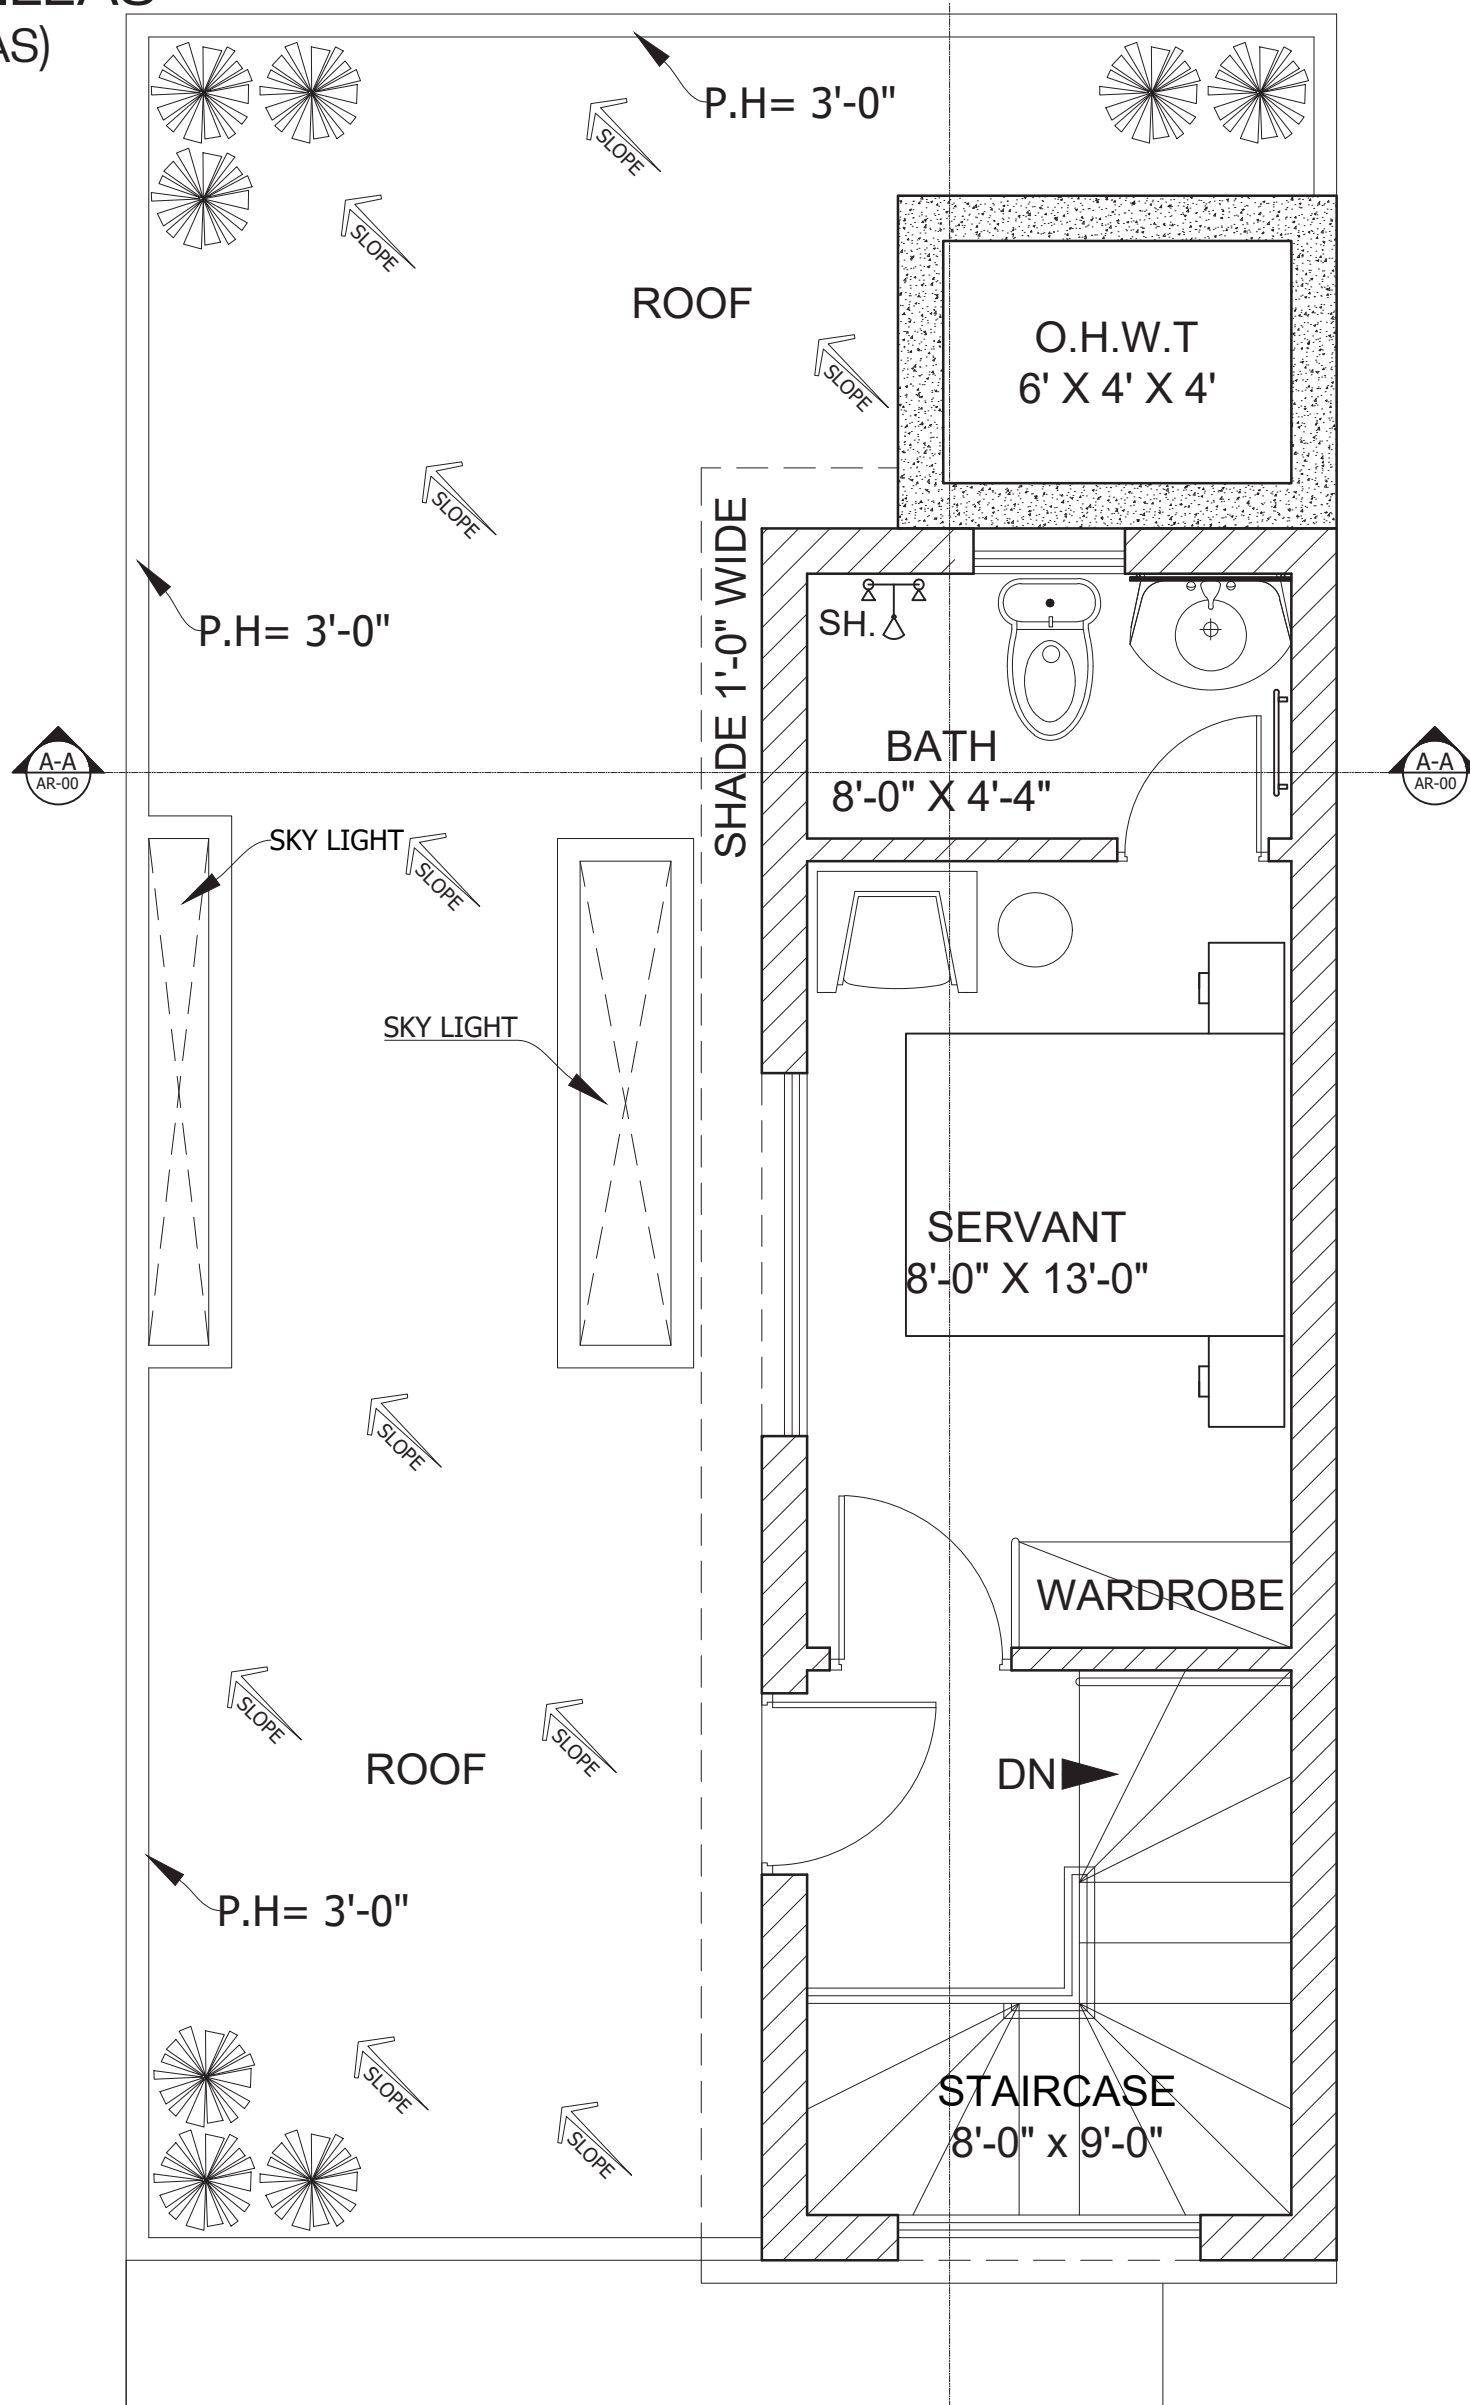 AS)
P.H= 3'-0"
SLOPE
SLOPE
ROOF
O.H.W.T
6' X 4' X 4'
SLOPE
SLOPE
SHADE 1'-0" WIDE
P.H= 3'-0"
SH.
BATH
8'-0" X 4'-4"
A-A
AR-00
A-A
AR-00
SKY LIGHT
SLOPE
SKY LIGHT
SERVANT
8'-0" X 13'-0"
SLOPE
WARDROBE
SLOPE
SLOPE
ROOF
DN
P.H= 3'-0"
SLOPE
STAIRCASE
8'-0" x 9'-0"
SLOPE